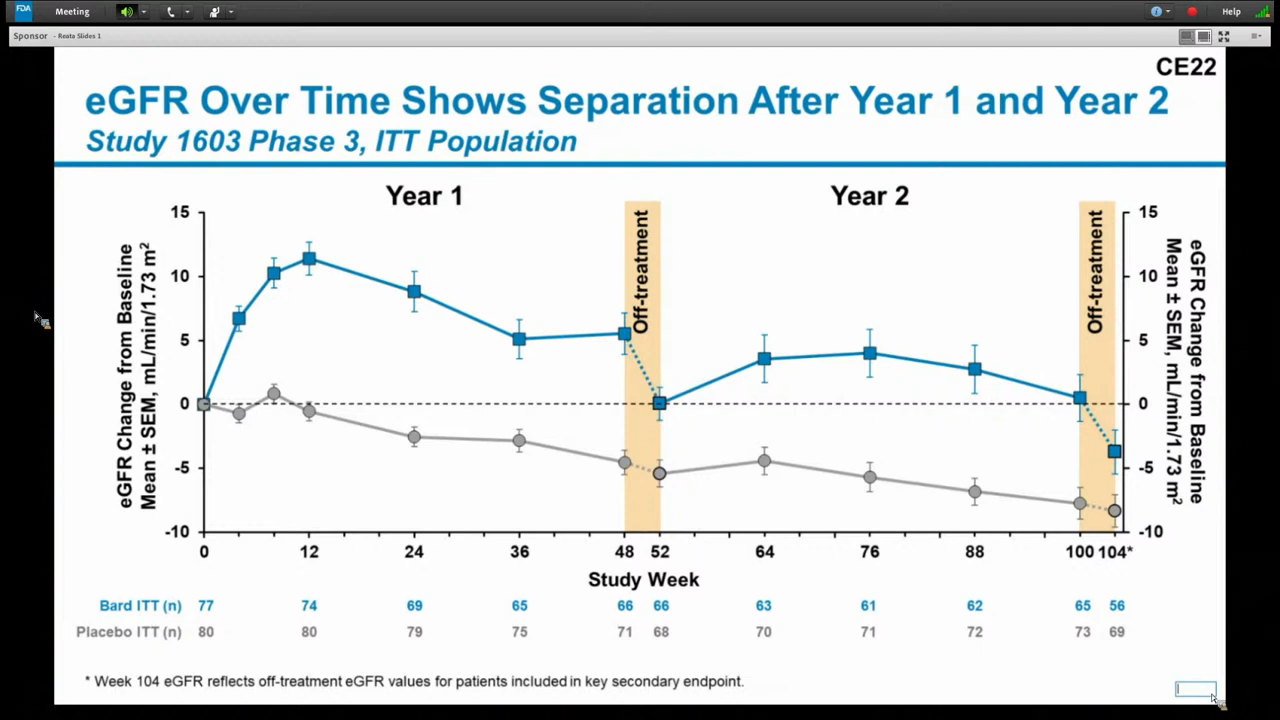 FDA
Meeting
Help
Sponsor - Reata Slides 1
CE22
eGFR Over Time Shows Separation After Year 1 and Year 2
Study 1603 Phase 3, ITT Population
Year 1
Year 2
eGFR Change from Baseline
Mean ± SEM, mL/min/1.73 m²
15
10
5
0
-5
-10
Off-treatment
Off-treatment
15
10
5
0
-5
-10
eGFR Change from Baseline
Mean ± SEM, mL/min/1.73 m²
0 12 24 36 48 52 64 76 88 100 104*
Study Week
Bard ITT (n) 77 74 69 65 66 66 63 61 62 65 56
Placebo ITT (n) 80 80 79 75 71 68 70 71 72 73 69
* Week 104 eGFR reflects off-treatment eGFR values for patients included in key secondary endpoint.